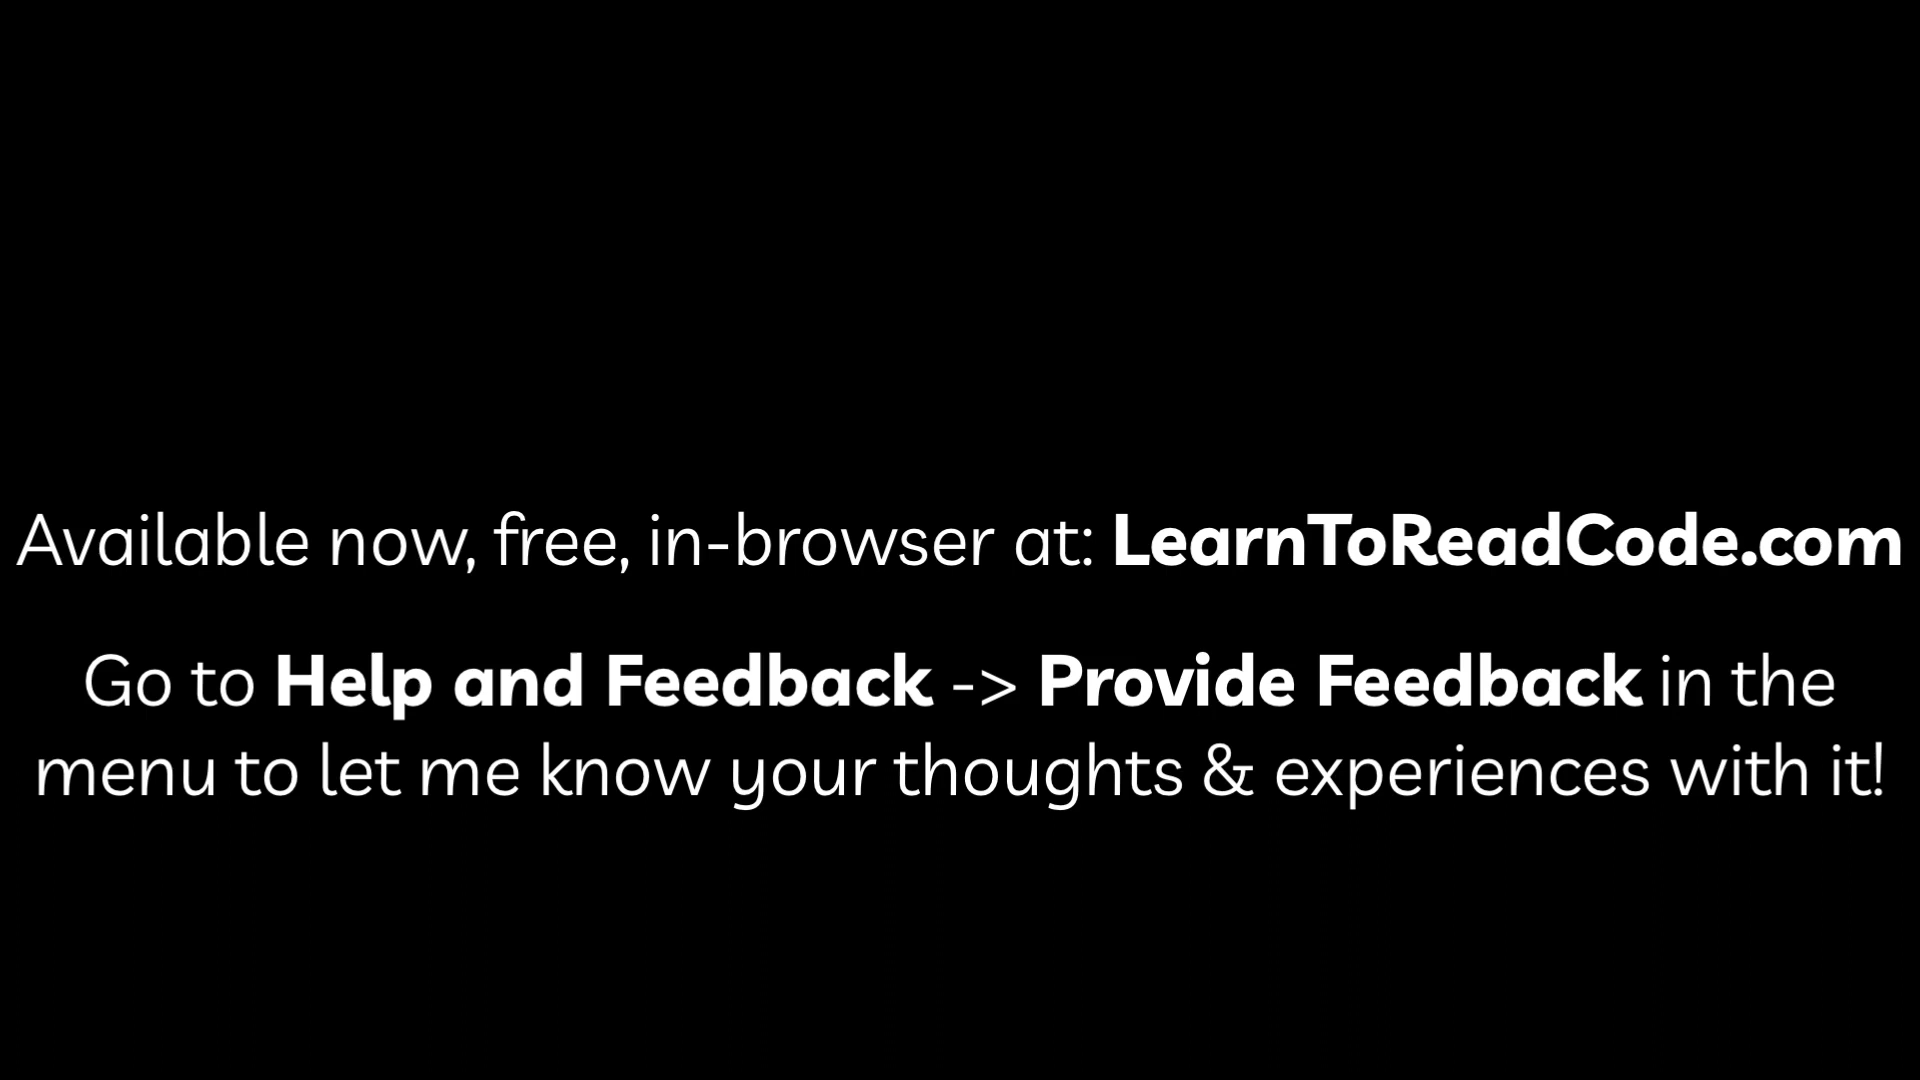 Available now, free, in-browser at: LearnToReadCode.com
Go to Help and Feedback -> Provide Feedback in the
menu to let me know your thoughts & experiences with it!